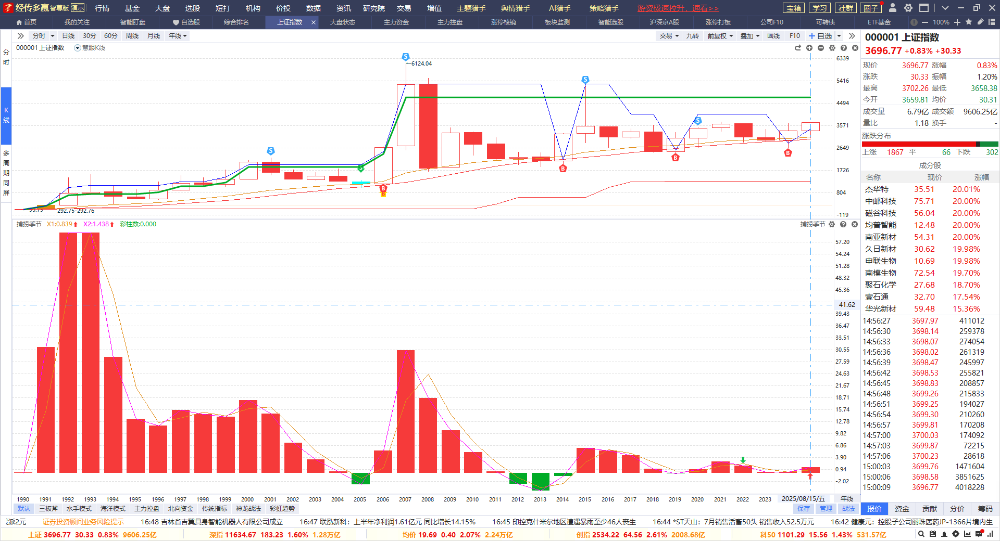 经传多赢 智尊版 演示 行情 基金 大盘 选股 短打 机构 价投 数据 资讯 研究院 交易 增值 主题猎手 舆情猎手 AI猎手 策略猎手 游资极速拉升，速看>> 宝箱 学习 社群 圈子
首页 我的关注 智能盯盘 自选股 综合排名 上证指数 × 大盘状态 主力资金 主力控盘 涨停棱镜 板块监测 智能选股 沪深京A股 涨停打板 公司F10 可转债 ETF基金 100%
分时 日线 30分 60分 周线 月线 年线 交易 九转 前复权 叠加 画线 F10 +自选
000001 上证指数 慧眼K线
分时
K线
多周期同屏
6339
5416
4494
3571
2649
1726
804
-119
S
←6124.04
S
S
S
S
B
B
B
B
B
292.75-292.76
捕捞季节 X1:0.839 X2:1.438 彩柱数:0.000 捕捞季节
57.20
54.24
51.28
48.32
45.36
41.62
39.43
36.47
33.51
30.55
27.59
24.63
21.67
18.71
15.74
12.78
9.82
6.86
3.90
0.94
-2.02
1990 1991 1992 1993 1994 1995 1996 1997 1998 1999 2000 2001 2002 2003 2004 2005 2006 2007 2008 2009 2010 2011 2012 2013 2014 2015 2016 2017 2018 2019 2020 2021 2022 2023 2025/08/15/五 年线
默认 三板斧 水手模式 海洋模式 主力控盘 北向资金 传统指标 神龙战法 彩虹趋势 保存 管理 战法
000001 上证指数
3696.77 +0.83% +30.33
现价 3696.77 涨幅 0.83%
涨跌 30.33 振幅 1.20%
最高 3702.26 最低 3658.38
今开 3659.81 均价 30.31
成交量 6.79亿 成交额 9606.25亿
量比 1.18 换手 -
涨跌分布
上涨 1867 平 66 下跌 302
成分股
名称 现价 涨幅
杰华特 35.51 20.01%
中邮科技 75.71 20.00%
磁谷科技 56.04 20.00%
均普智能 12.48 20.00%
南亚新材 54.31 20.00%
久日新材 30.62 19.98%
申联生物 10.69 19.98%
南模生物 72.54 19.70%
聚石化学 27.68 18.70%
壹石通 32.70 17.54%
华光新材 59.48 15.36%
14:56:27 3697.97 411012
14:56:30 3698.14 259378
14:56:33 3698.07 274054
14:56:36 3698.02 261319
14:56:39 3698.47 245997
14:56:42 3698.53 255821
14:56:45 3698.83 208857
14:56:48 3699.26 215833
14:56:51 3699.25 194027
14:56:54 3699.30 210260
14:56:57 3699.81 170208
14:57:00 3700.03 174092
14:57:03 3699.87 72215
14:57:06 3700.23 28618
15:00:03 3699.76 1471604
15:00:06 3698.58 3851625
15:00:09 3696.77 4018228
报价 资金 贡献 分价 筹码
派2元 证券投资顾问业务风险提示 16:48 吉林省吉翼具身智能机器人有限公司成立 16:47 联泓新科：上半年净利润1.61亿元 同比增长14.15% 16:45 印控克什米尔地区遭遇暴雨至少46人丧生 16:44 *ST天山：7月销售活畜50头 销售收入52.5万元 16:42 健康元：控股子公司丽珠医药JP-1366片境内生
上证 3696.77 30.33 0.83% 9606.25亿 深指 11634.67 183.23 1.60% 1.28万亿 均价 19.69 0.40 2.07% 2.24万亿 创指 2534.22 64.56 2.61% 2008.68亿 科50 1101.29 15.56 1.43% 531.57亿